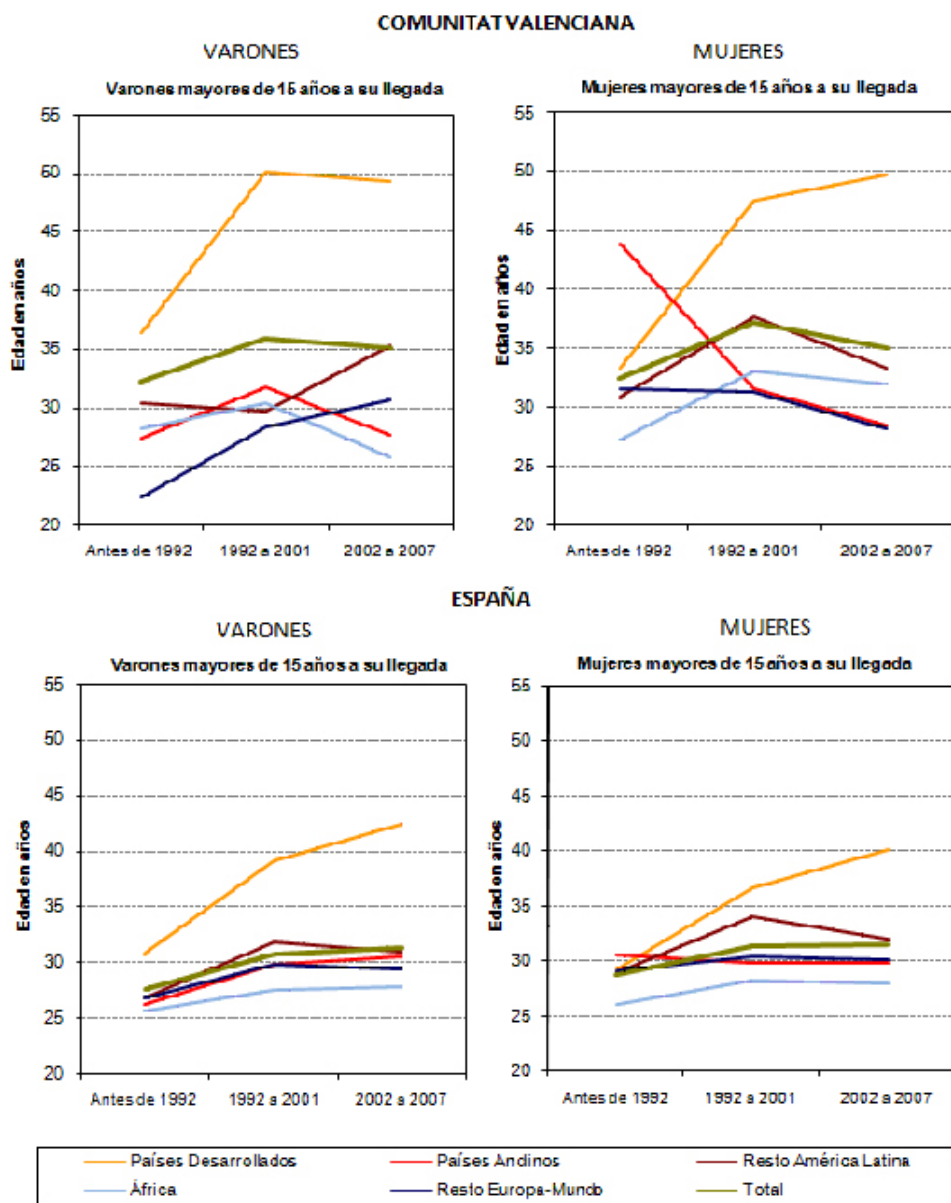 COMUNITAT VALENCIANA
VARONES
MUJERES
Varones mayores de 15 años a su llegada
Mujeres mayores de 15 años a su llegada
Edad en años
55
50
45
40
35
30
25
20
Antes de 1992
1992 a 2001
2002 a 2007
Edad en años
55
50
45
40
35
30
25
20
Antes de 1992
1992 a 2001
2002 a 2007
ESPAÑA
VARONES
MUJERES
Varones mayores de 15 años a su llegada
Mujeres mayores de 15 años a su llegada
Edad en años
55
50
45
40
35
30
25
20
Antes de 1992
1992 a 2001
2002 a 2007
Edad en años
55
50
45
40
35
30
25
20
Antes de 1992
1992 a 2001
2002 a 2007
Países Desarrollados
Países Andinos
Resto América Latina
África
Resto Europa-Mundo
Total